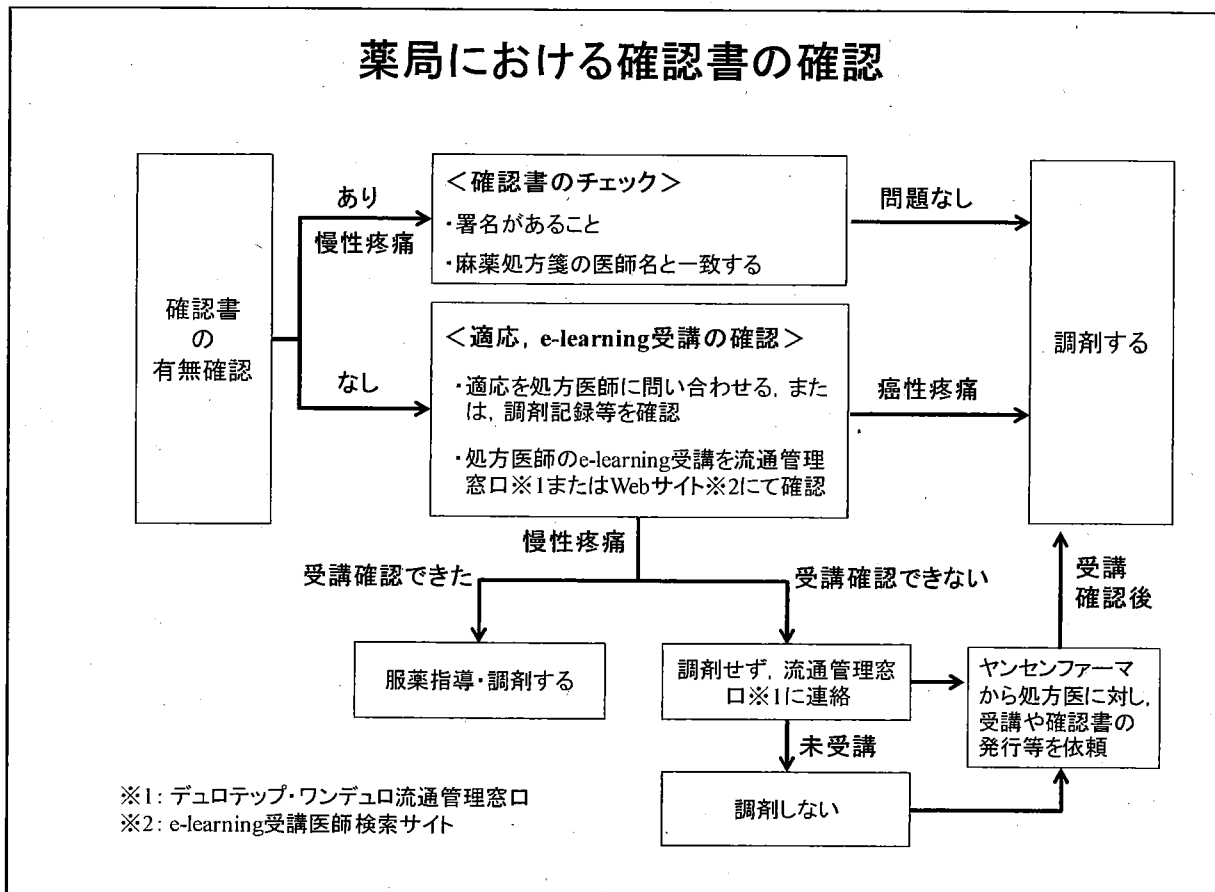 薬局における確認書の確認
確認書
の
有無確認
あり
慢性疼痛
なし
＜確認書のチェック＞
・署名があること
・麻薬処方箋の医師名と一致する
問題なし
＜適応，e-learning受講の確認＞
・適応を処方医師に問い合わせる，また
は，調剤記録等を確認
・処方医師のe-learning受講を流通管理
窓口※1またはWebサイト※2にて確認
癌性疼痛
調剤する
慢性疼痛
受講確認できた
受講確認できない
服薬指導・調剤する
調剤せず，流通管理窓
口※1に連絡
未受講
調剤しない
ヤンセンファーマ
から処方医に対し，
受講や確認書の
発行等を依頼
受講
確認後
※1：デュロテップ・ワンデュロ流通管理窓口
※2：e-learning受講医師検索サイト